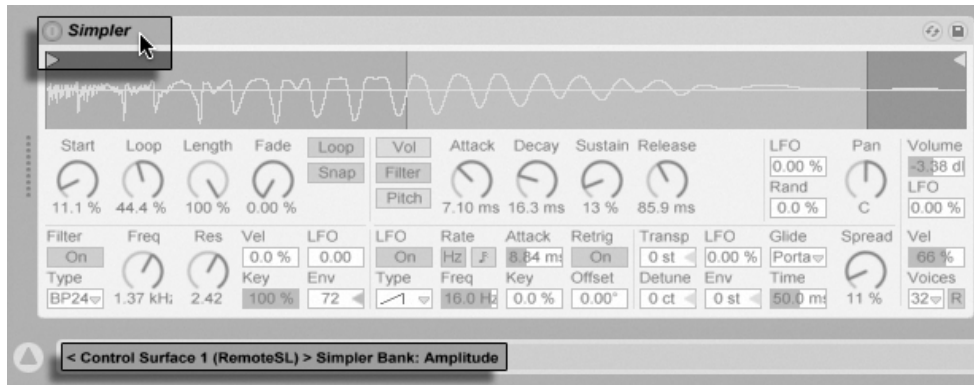 Simpler
Start Loop Length Fade Loop Vol Attack Decay Sustain Release LFO Pan Volume
Snap Filter 0.00 % -3.38 dB
Pitch Rand LFO
11.1 % 44.4 % 100 % 0.00 % 7.10 ms 16.3 ms 13 % 85.9 ms 0.0 % C 0.00 %
Filter Freq Res Vel LFO LFO Rate Attack Retrig Transp LFO Glide Spread Vel
On 0.0 % 0.00 On Hz 8.84 ms On 0 st 0.00 % Porta 66 %
Type Key Env Type Freq Key Offset Detune Env Time Voices
BP24 1.37 kHz 2.42 100 % 72 16.0 Hz 0.0 % 0.00° 0 ct 0 st 50.0 ms 11 % 32 R
< Control Surface 1 (RemoteSL) > Simpler Bank: Amplitude